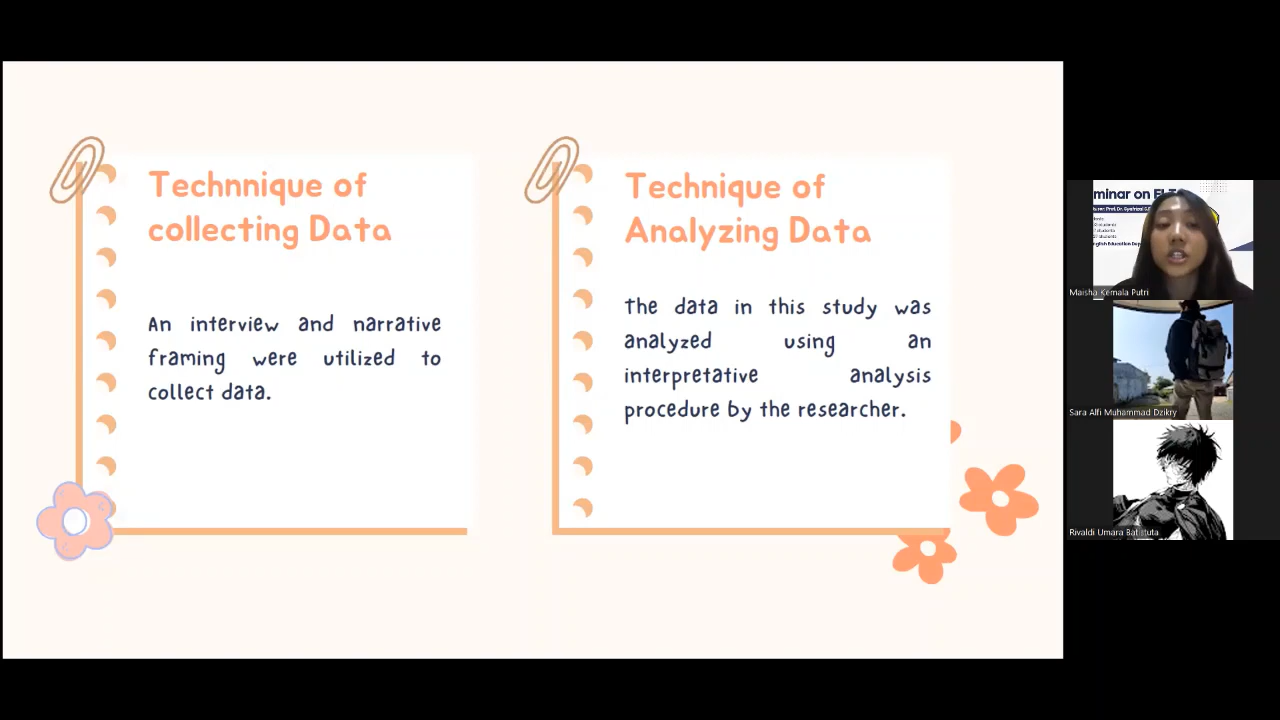 Technnique of
collecting Data
An interview and narrative
framing were utilized to
collect data.
Technique of
Analyzing Data
The data in this study was
analyzed using an
interpretative analysis
procedure by the researcher.
Maisha Kemala Putri
Sara Alfi Muhammad Dzikry
Rivaldi Umara Batistuta